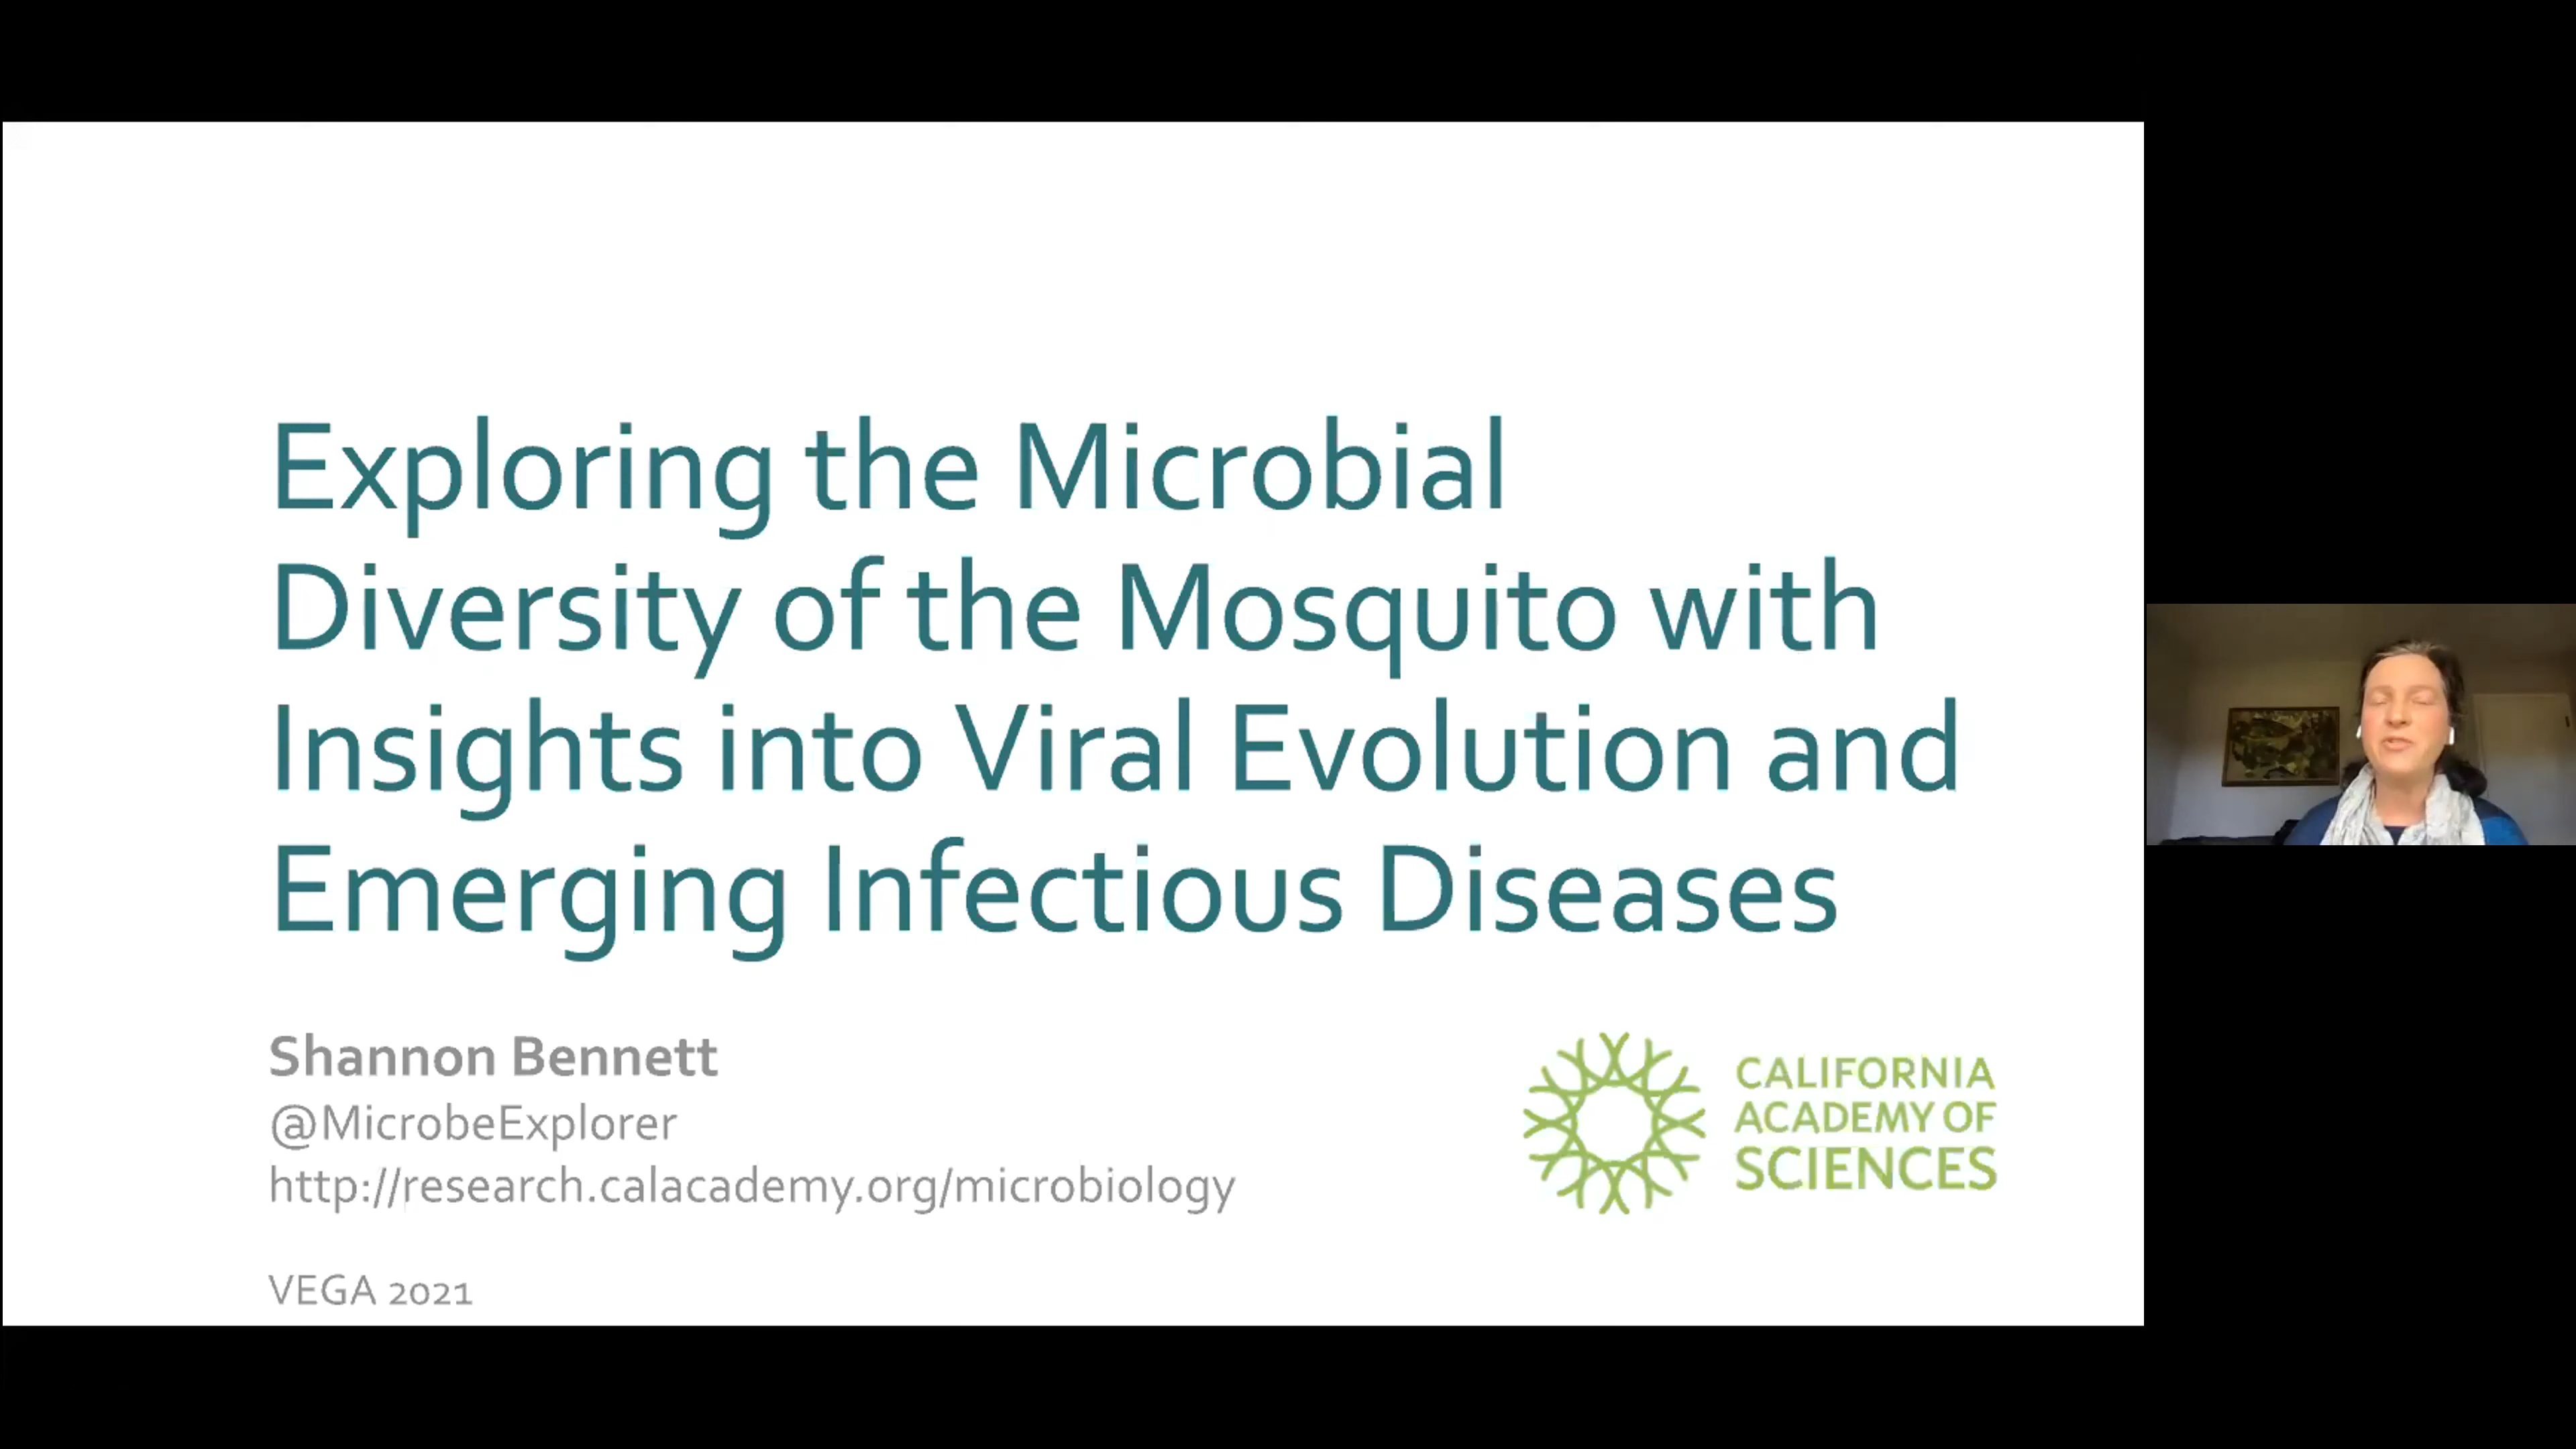 Exploring the Microbial
Diversity of the Mosquito with
Insights into Viral Evolution and
Emerging Infectious Diseases
Shannon Bennett
@MicrobeExplorer
http://research.calacademy.org/microbiology
VEGA 2021
CALIFORNIA
ACADEMY OF
SCIENCES